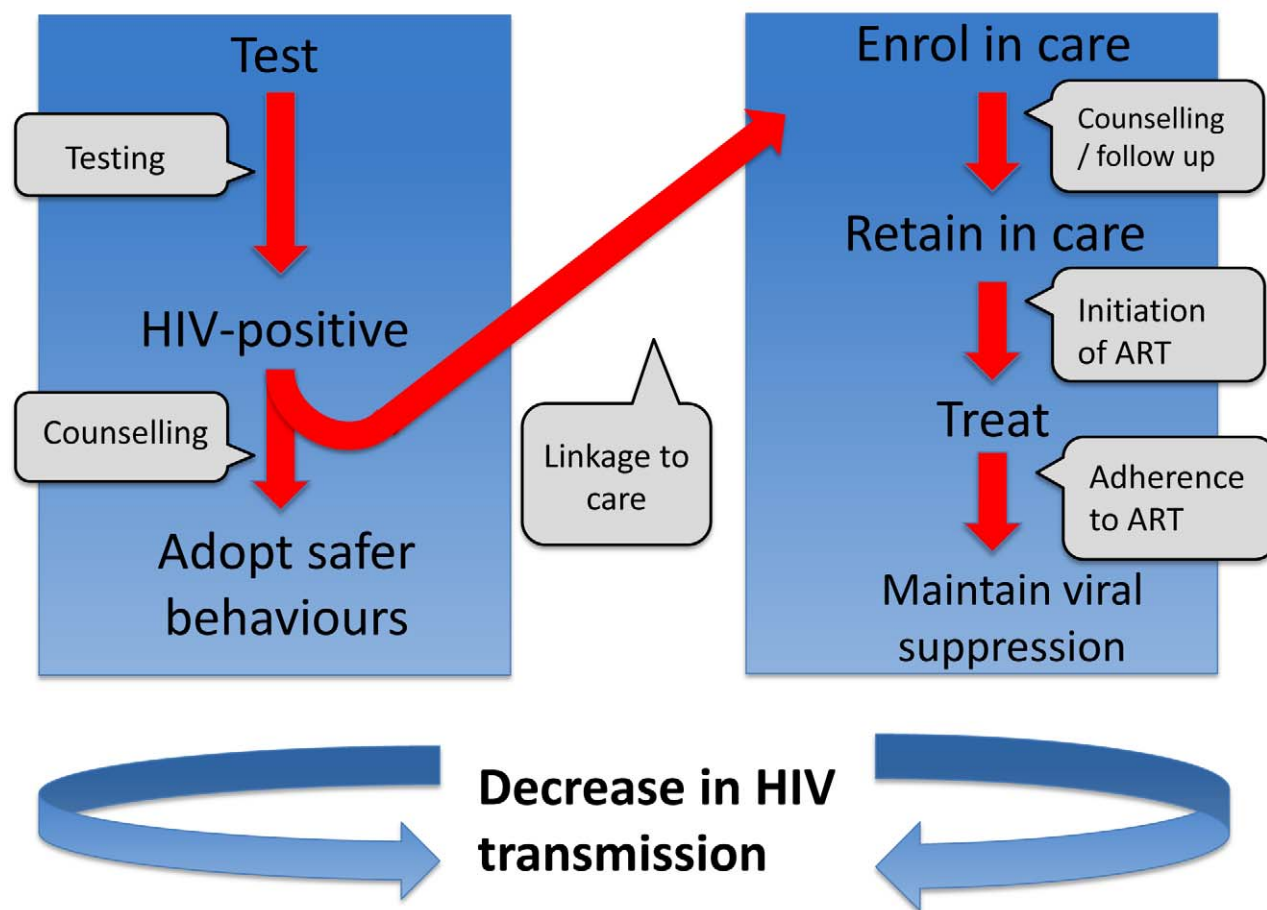 Test
Testing
HIV-positive
Counselling
Adopt safer
behaviours
Linkage to
care
Enrol in care
Counselling
/ follow up
Retain in care
Initiation
of ART
Treat
Adherence
to ART
Maintain viral
suppression
Decrease in HIV
transmission